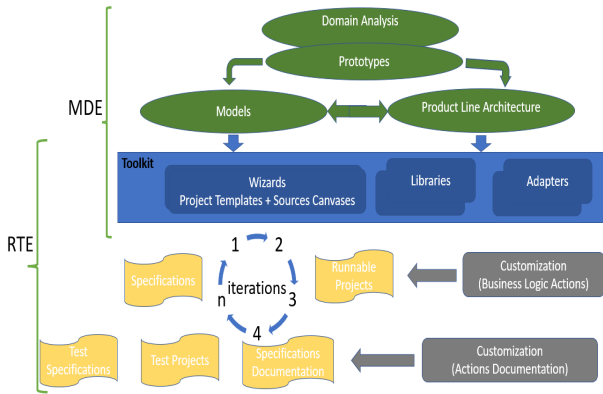 Domain Analysis
Prototypes
MDE
Models
Product Line Architecture
Toolkit
Wizards
Project Templates + Sources Canvases
Libraries
Adapters
RTE
1
2
Specifications
iterations
n
3
4
Runnable
Projects
Customization
(Business Logic Actions)
Test
Specifications
Test Projects
Specifications
Documentation
Customization
(Actions Documentation)